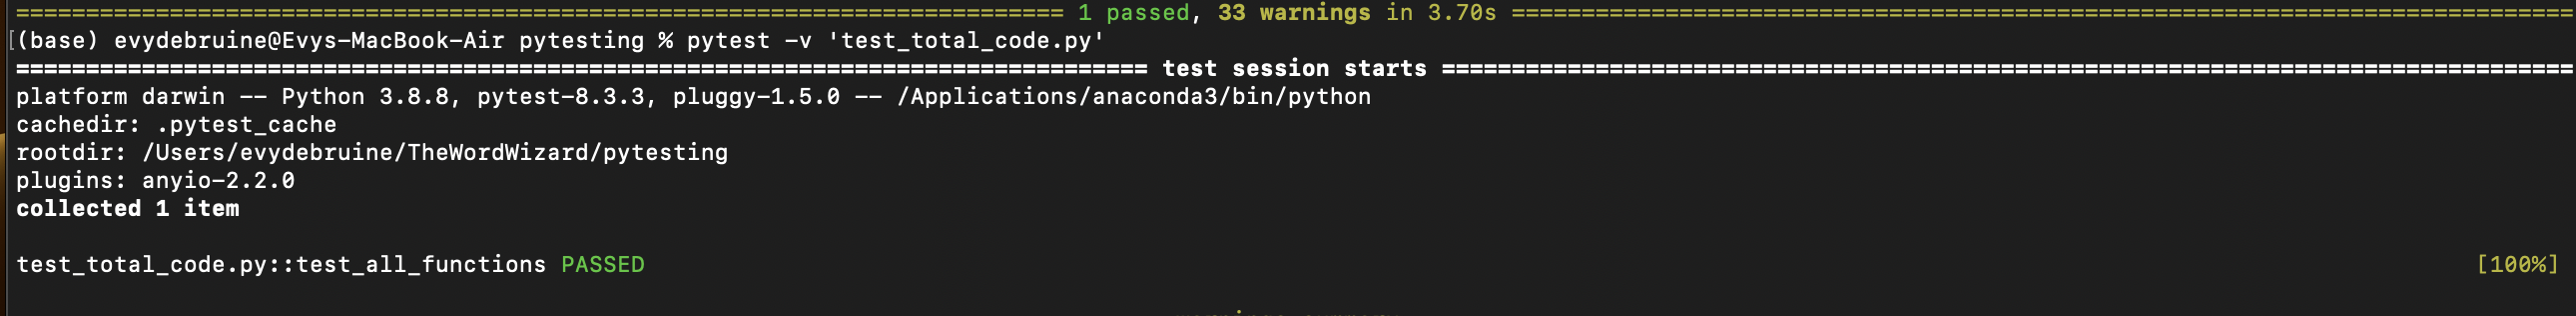 ============================ 1 passed, 33 warnings in 3.70s ============================
[(base) evydebruine@Evys-MacBook-Air pytesting % pytest -v 'test_total_code.py'
============================ test session starts ============================
platform darwin -- Python 3.8.8, pytest-8.3.3, pluggy-1.5.0 -- /Applications/anaconda3/bin/python
cachedir: .pytest_cache
rootdir: /Users/evydebruine/TheWordWizard/pytesting
plugins: anyio-2.2.0
collected 1 item
test_total_code.py::test_all_functions PASSED [100%]